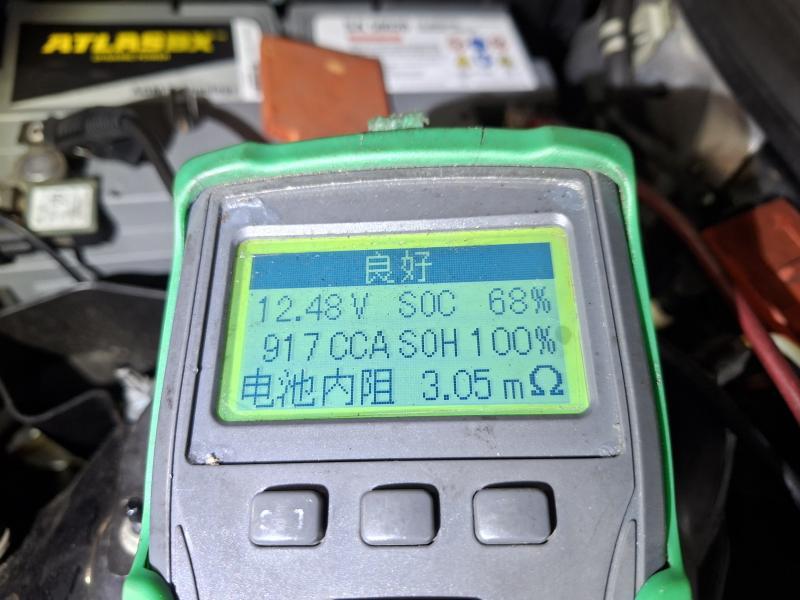 ATLASBX
良好
12.48 V SOC 68%
917 CCA SOH 100%
电池内阻 3.05 mΩ